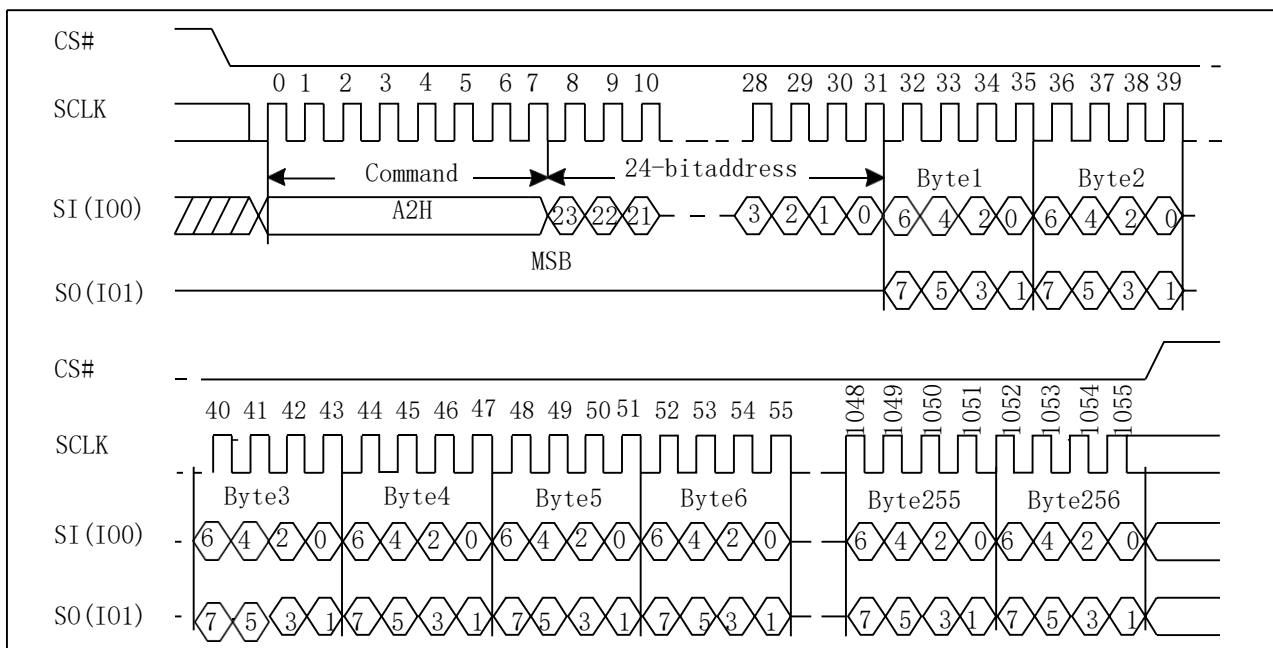 CS#
0 1 2 3 4 5 6 7 8 9 10 28 29 30 31 32 33 34 35 36 37 38 39
SCLK
Command 24-bitaddress Byte1 Byte2
SI(IO0) A2H 23 22 21 3 2 1 0 6 4 2 0 6 4 2 0
MSB
SO(IO1) 7 5 3 1 7 5 3 1
CS#
40 41 42 43 44 45 46 47 48 49 50 51 52 53 54 55 1048 1049 1050 1051 1052 1053 1054 1055
SCLK
Byte3 Byte4 Byte5 Byte6 Byte255 Byte256
SI(IO0) 6 4 2 0 6 4 2 0 6 4 2 0 6 4 2 0 6 4 2 0 6 4 2 0
SO(IO1) 7 5 3 1 7 5 3 1 7 5 3 1 7 5 3 1 7 5 3 1 7 5 3 1